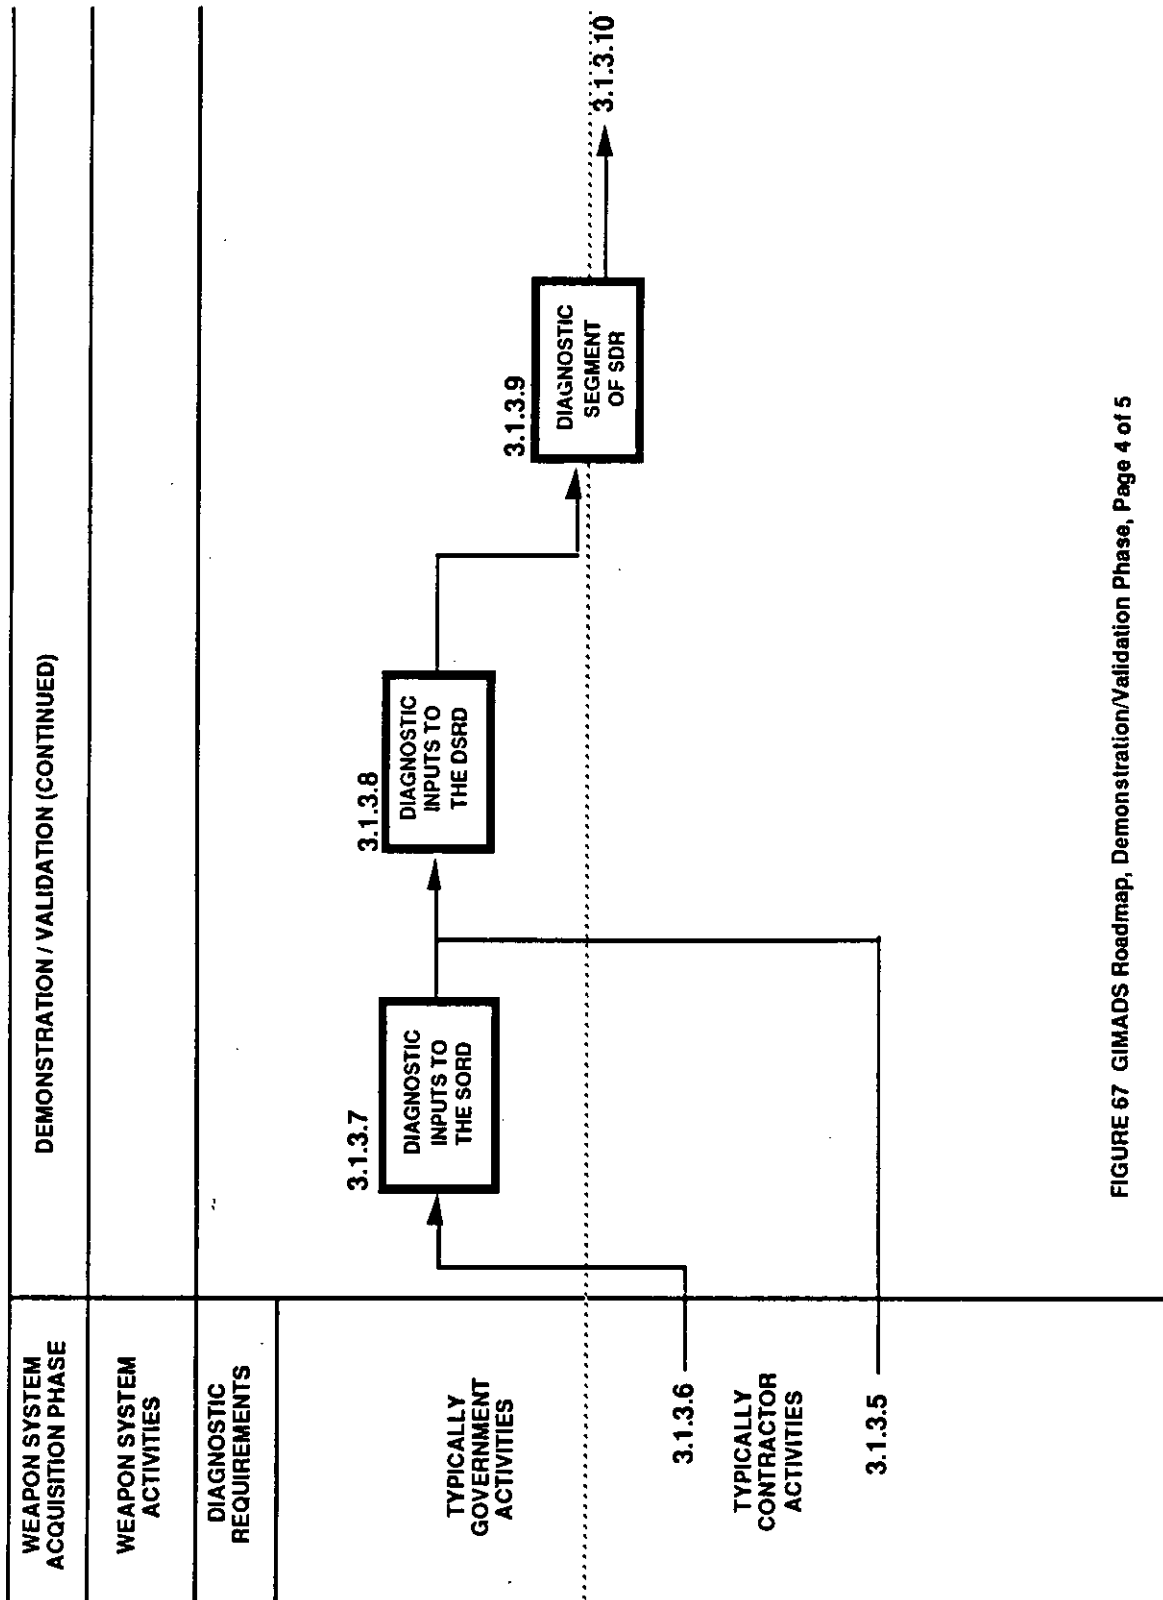 WEAPON SYSTEM
ACQUISITION PHASE
DEMONSTRATION / VALIDATION (CONTINUED)
WEAPON SYSTEM
ACTIVITIES
DIAGNOSTIC
REQUIREMENTS
TYPICALLY
GOVERNMENT
ACTIVITIES
3.1.3.6
TYPICALLY
CONTRACTOR
ACTIVITIES
3.1.3.5
3.1.3.7
DIAGNOSTIC
INPUTS TO
THE SORD
3.1.3.8
DIAGNOSTIC
INPUTS TO
THE DSRD
3.1.3.9
DIAGNOSTIC
SEGMENT
OF SDR
3.1.3.10
FIGURE 67 GIMADS Roadmap, Demonstration/Validation Phase, Page 4 of 5